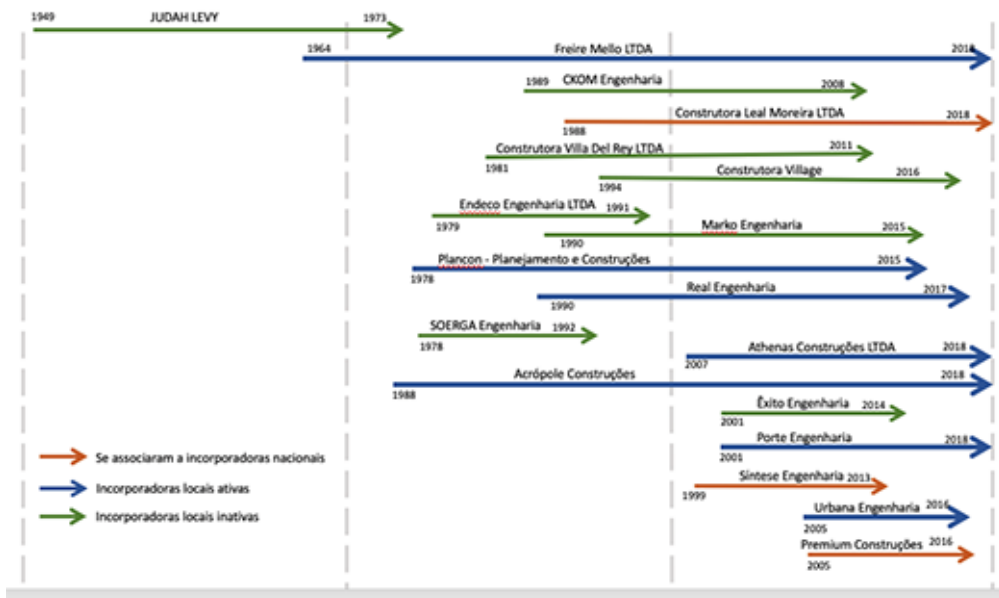 1949 JUDAH LEVY 1973
1964 Freire Mello LTDA 2018
1989 CKOM Engenharia 2008
Construtora Leal Moreira LTDA 2018
1988
Construtora Villa Del Rey LTDA 2011
1981
Construtora Village 2016
1994
Endeco Engenharia LTDA 1991
1979
Marko Engenharia 2015
1990
Plancon - Planejamento e Construções 2015
1978
Real Engenharia 2017
1990
SOERGA Engenharia 1992
1978
Athenas Construções LTDA 2018
2007
Acrópole Construções 2018
1988
Êxito Engenharia 2014
2001
Porte Engenharia 2018
2001
Síntese Engenharia 2013
1999
Urbana Engenharia 2016
2005
Premium Construções 2016
2005
Se associaram a incorporadoras nacionais
Incorporadoras locais ativas
Incorporadoras locais inativas